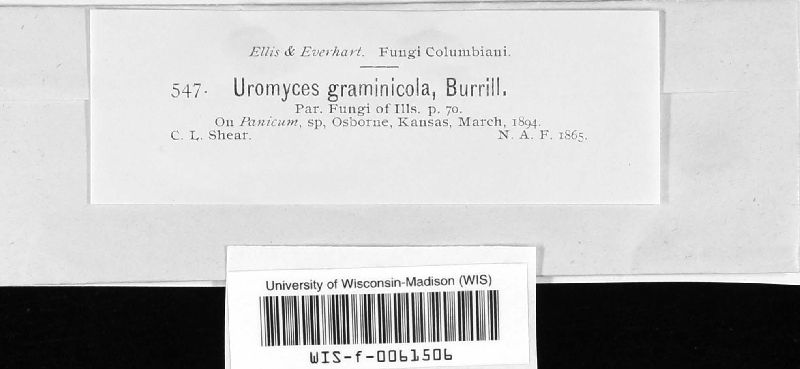 Ellis & Everhart. Fungi Columbiani.
547. Uromyces graminicola, Burrill.
Par. Fungi of Ills. p. 70.
On Panicum, sp, Osborne, Kansas, March, 1894.
C. L. Shear. N. A. F. 1865.
University of Wisconsin-Madison (WIS)
WIS-f-0061506